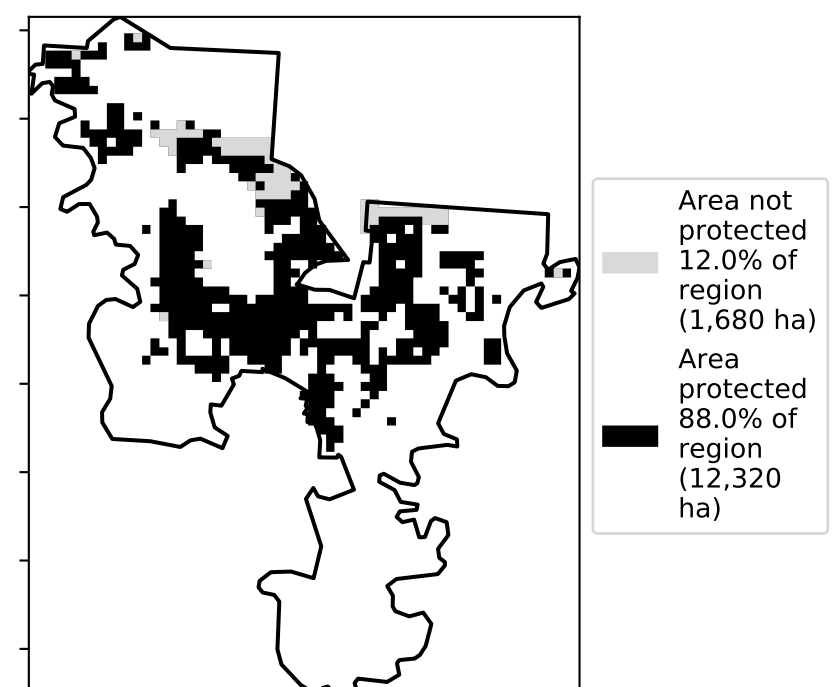 Area not
protected
12.0% of
region
(1,680 ha)
Area
protected
88.0% of
region
(12,320
ha)